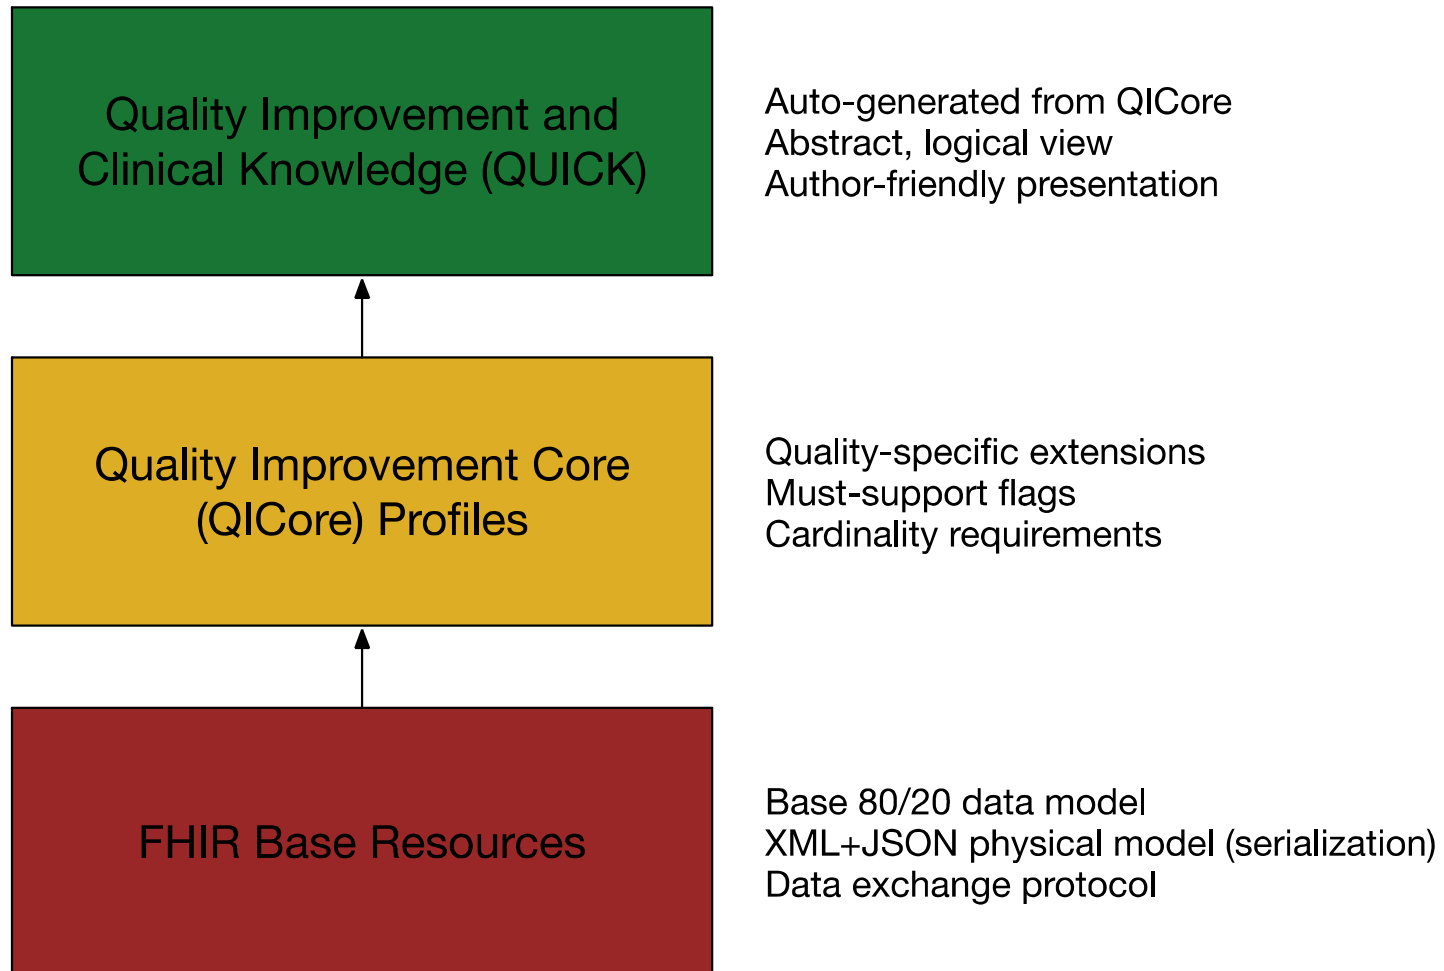 Quality Improvement and
Clinical Knowledge (QUICK)
Auto-generated from QICore
Abstract, logical view
Author-friendly presentation
Quality Improvement Core
(QICore) Profiles
Quality-specific extensions
Must-support flags
Cardinality requirements
FHIR Base Resources
Base 80/20 data model
XML+JSON physical model (serialization)
Data exchange protocol